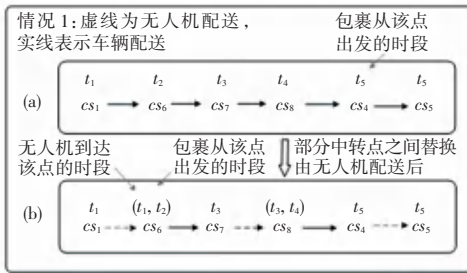 情况1:虚线为无人机配送，
实线表示车辆配送
包裹从该点
出发的时段
t1 t2 t3 t4 t5 t5
(a) cs1 cs6 cs7 cs8 cs4 cs5
无人机到达
该点的时段
包裹从该点
出发的时段
部分中转点之间替换
由无人机配送后
t1 (t1, t2) t3 (t3, t4) t5 t5
(b) cs1 cs6 cs7 cs8 cs4 cs5